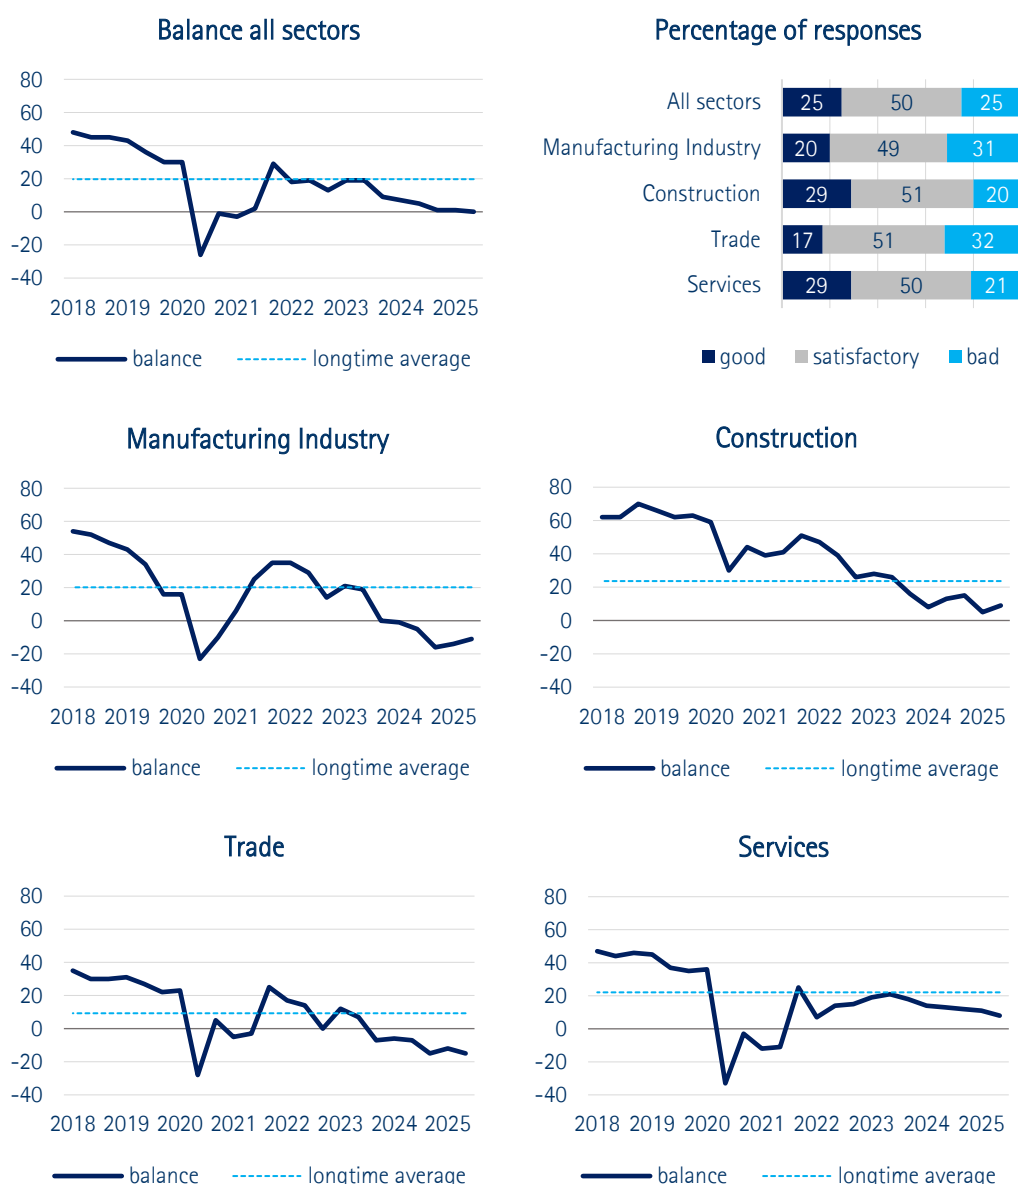 Balance all sectors
80
60
40
20
0
-20
-40
2018 2019 2020 2021 2022 2023 2024 2025
balance longtime average
Percentage of responses
All sectors 25 50 25
Manufacturing Industry 20 49 31
Construction 29 51 20
Trade 17 51 32
Services 29 50 21
good satisfactory bad
Manufacturing Industry
80
60
40
20
0
-20
-40
2018 2019 2020 2021 2022 2023 2024 2025
balance longtime average
Construction
80
60
40
20
0
-20
-40
2018 2019 2020 2021 2022 2023 2024 2025
balance longtime average
Trade
80
60
40
20
0
-20
-40
2018 2019 2020 2021 2022 2023 2024 2025
balance longtime average
Services
80
60
40
20
0
-20
-40
2018 2019 2020 2021 2022 2023 2024 2025
balance longtime average